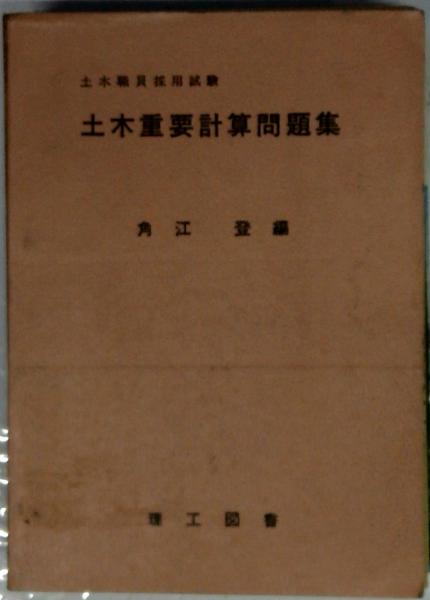 土木職員採用試験
土木重要計算問題集
角江 登編
理工図書